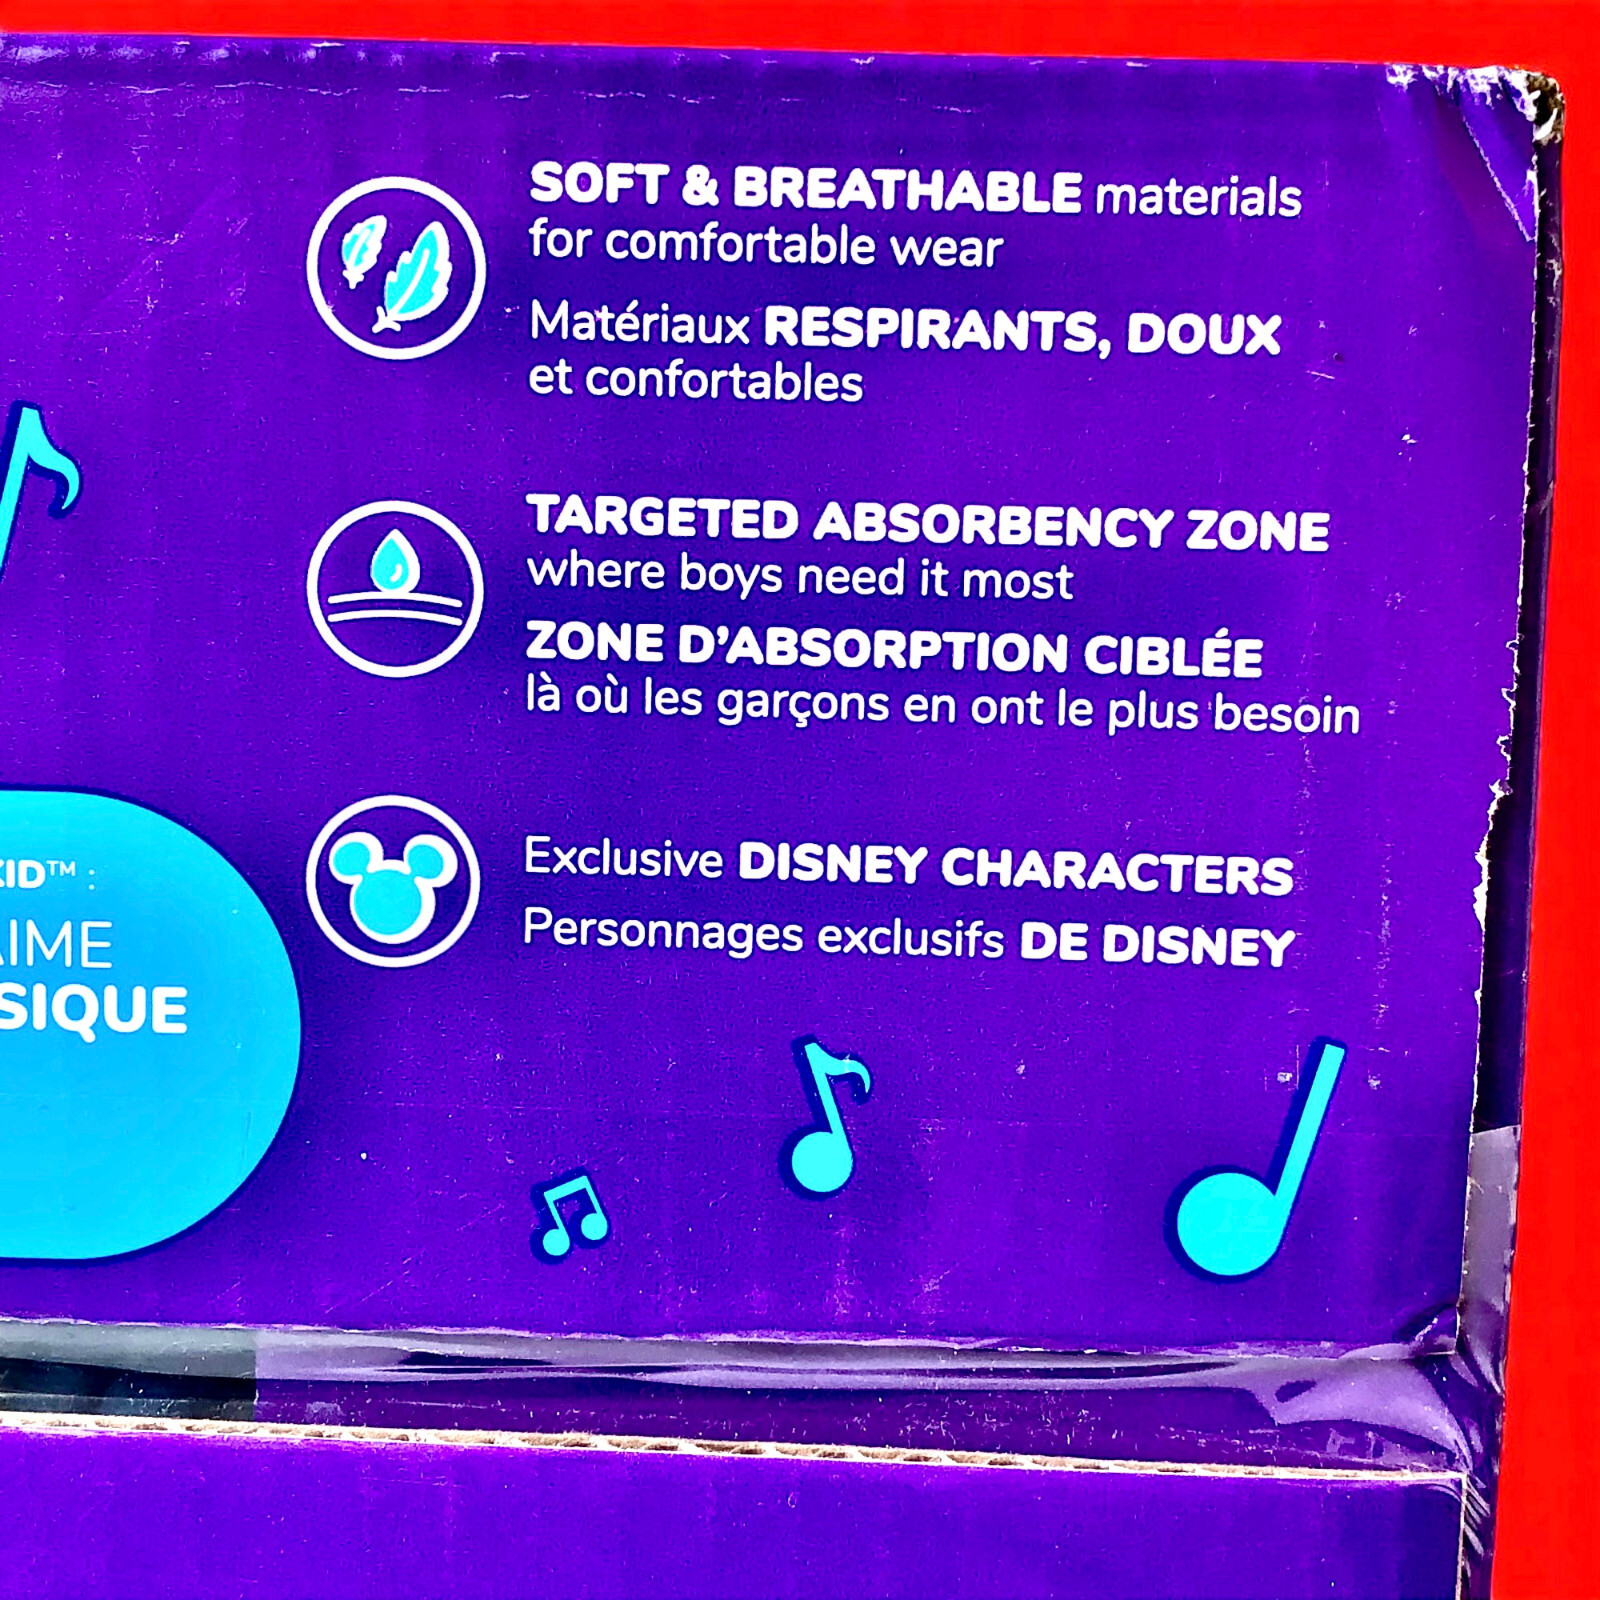 SOFT & BREATHABLE materials
for comfortable wear
Matériaux RESPIRANTS, DOUX
et confortables
TARGETED ABSORBENCY ZONE
where boys need it most
ZONE D'ABSORPTION CIBLÉE
là où les garçons en ont le plus besoin
Exclusive DISNEY CHARACTERS
Personnages exclusifs DE DISNEY